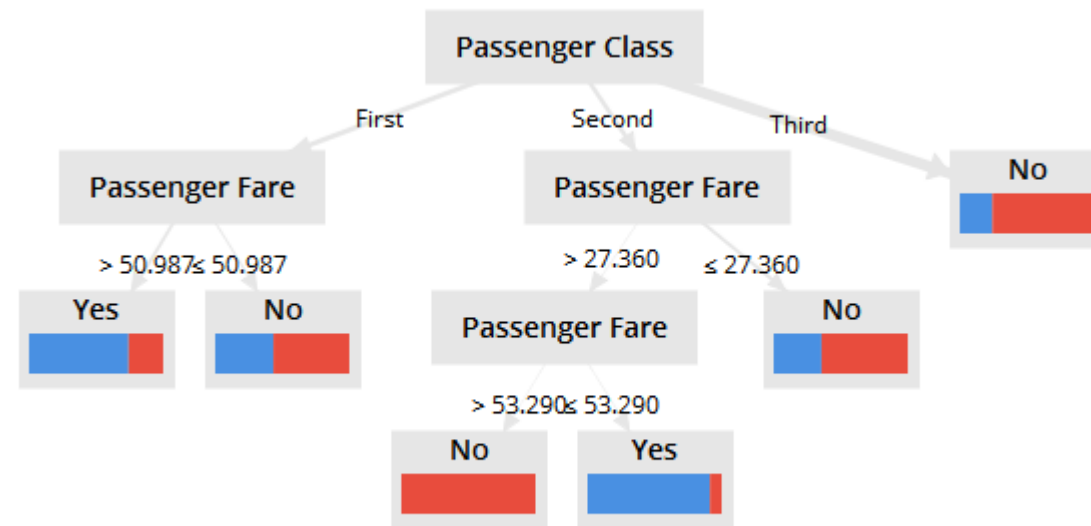 Passenger Class
First
Second
Third
Passenger Fare
Passenger Fare
No
> 50.987
≤ 50.987
> 27.360
≤ 27.360
Yes
No
Passenger Fare
No
> 53.290
≤ 53.290
No
Yes